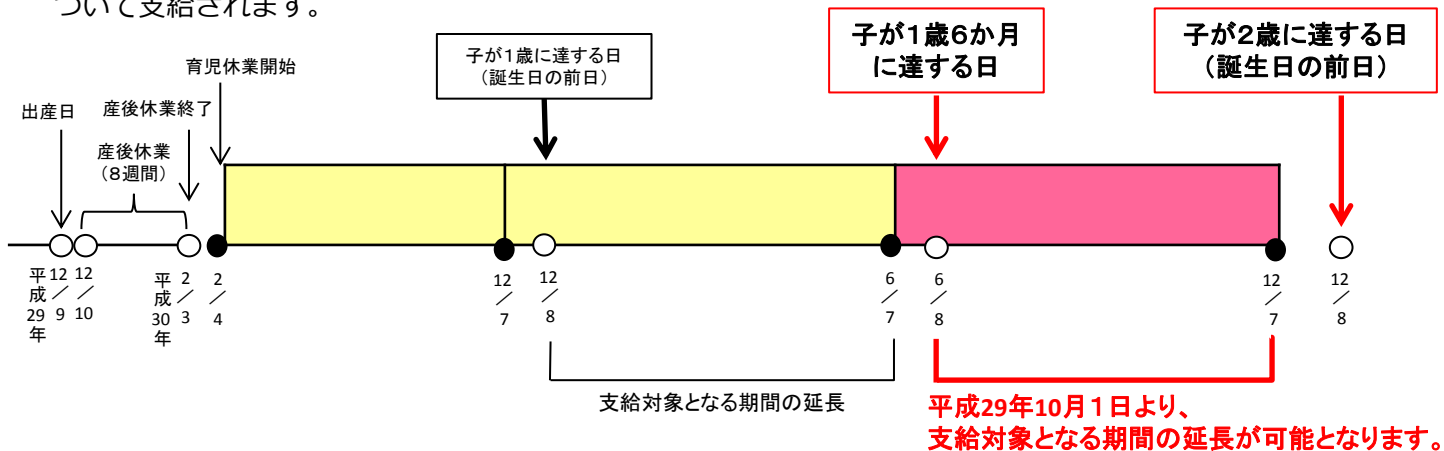 ついて支給されます。
子が1歳6か月
に達する日
子が2歳に達する日
（誕生日の前日）
子が1歳に達する日
（誕生日の前日）
育児休業開始
出産日
産後休業終了
産後休業
（8週間）
平成29年
12／9
12／10
平成30年
2／3
2／4
12／7
12／8
6／7
6／8
12／7
12／8
支給対象となる期間の延長
平成29年10月1日より、
支給対象となる期間の延長が可能となります。